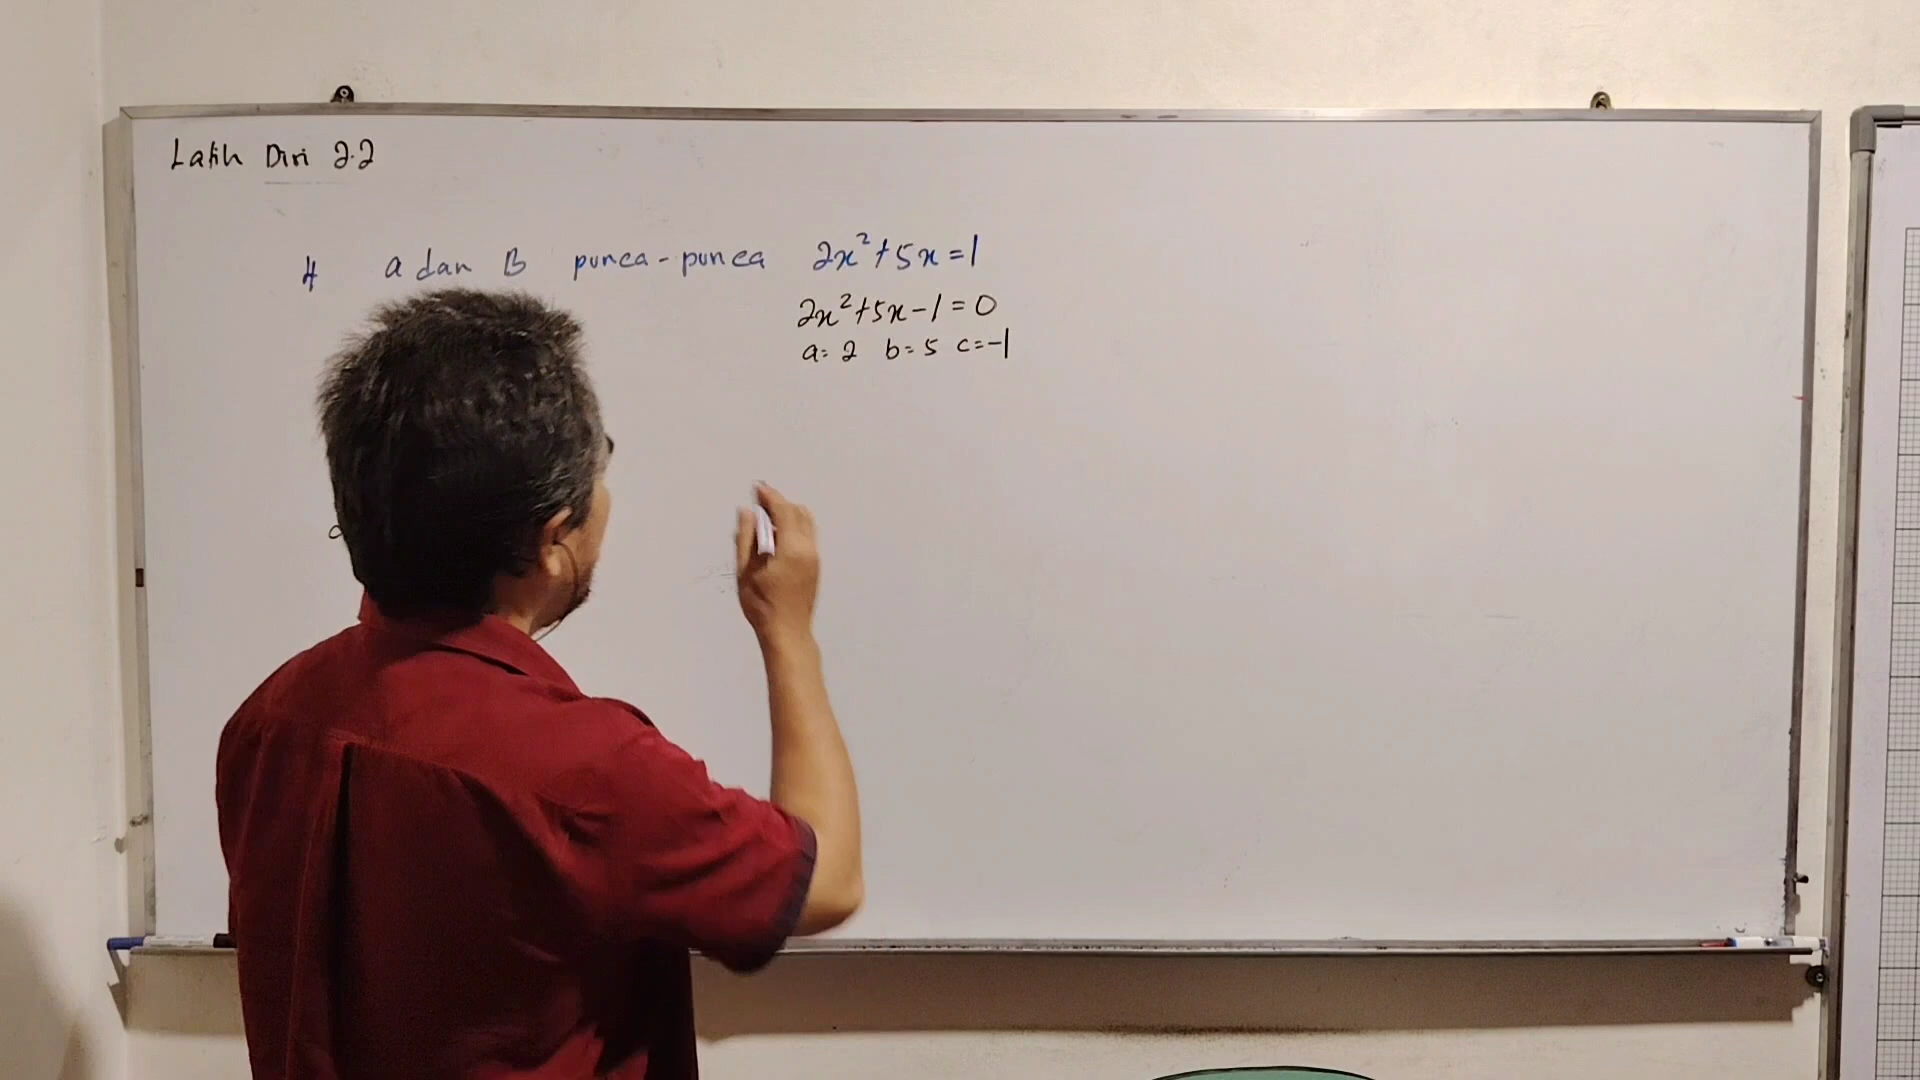 Latih Diri 2.2
4 α dan β punca-punca 2x²+5x=1
2x²+5x-1=0
a=2 b=5 c=-1